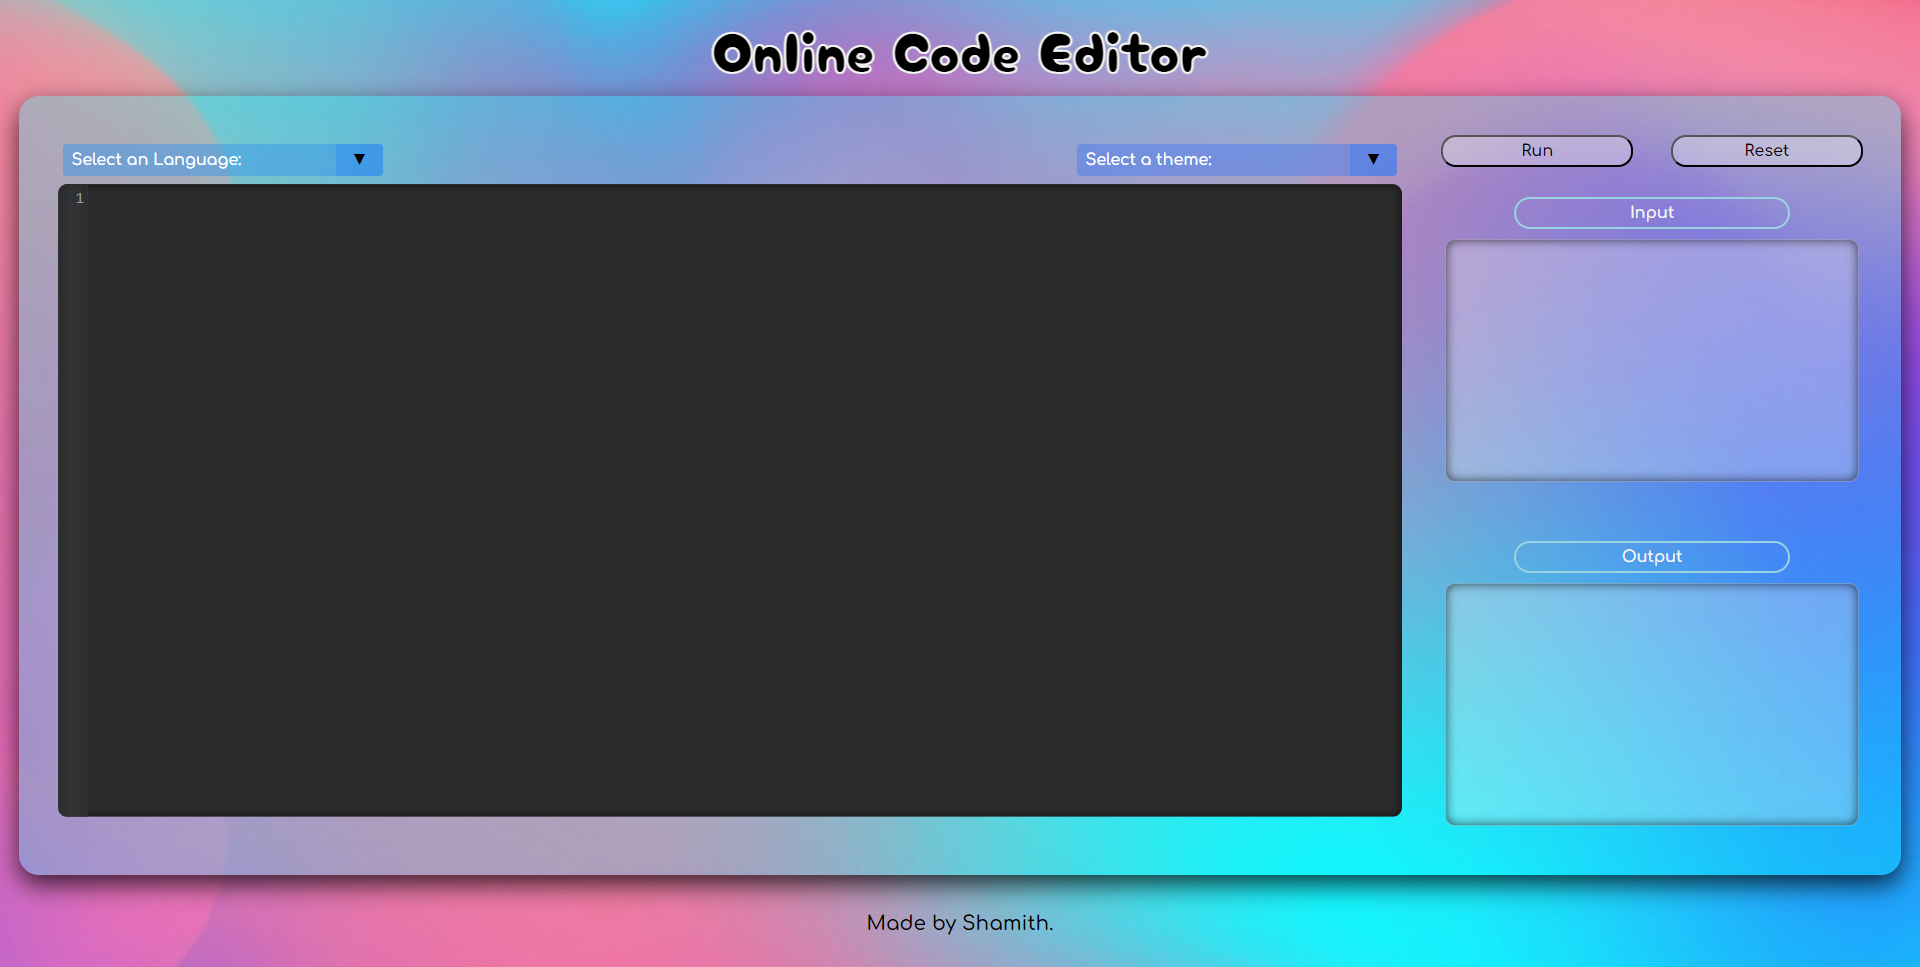 Online Code Editor
Select an Language: ▼
Select a theme: ▼
Run
Reset
1
Input
Output
Made by Shamith.